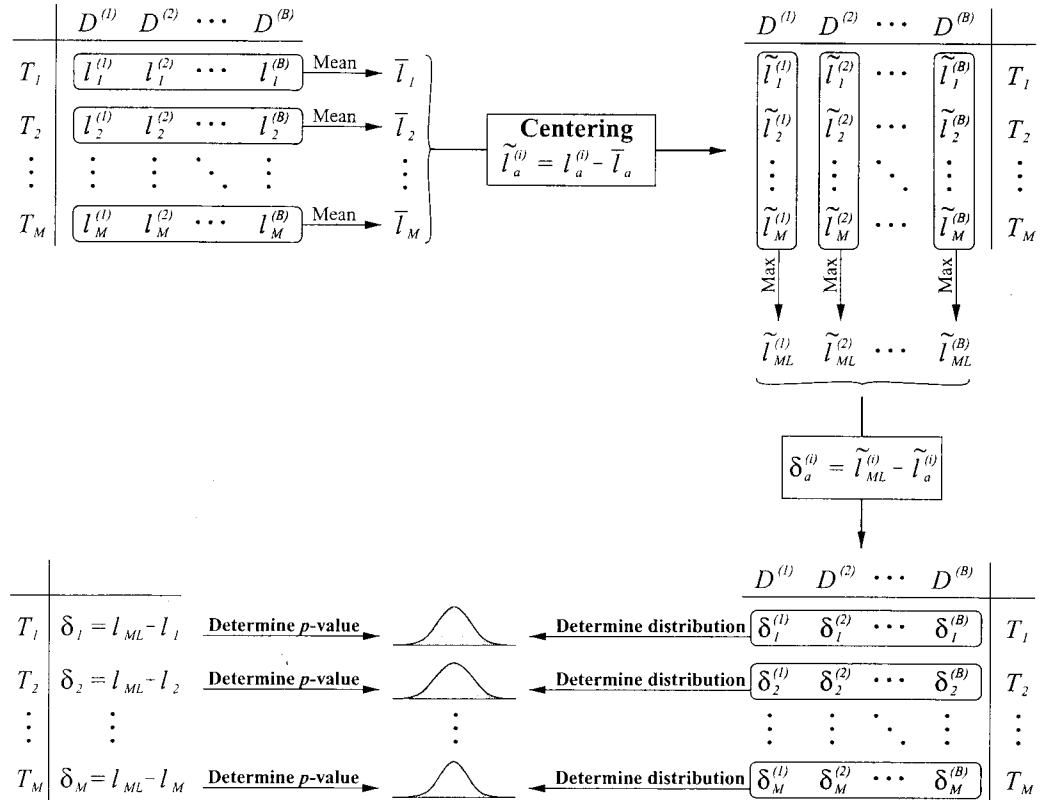 D^(1) D^(2) ··· D^(B)
T_1 l_1^(1) l_1^(2) ··· l_1^(B) Mean l̅_1
T_2 l_2^(1) l_2^(2) ··· l_2^(B) Mean l̅_2
⋮ ⋮ ⋮ ⋱ ⋮ ⋮
T_M l_M^(1) l_M^(2) ··· l_M^(B) Mean l̅_M
Centering
l̃_a^(i) = l_a^(i) - l̅_a
D^(1) D^(2) ··· D^(B)
l̃_1^(1) l̃_1^(2) ··· l̃_1^(B) T_1
l̃_2^(1) l̃_2^(2) ··· l̃_2^(B) T_2
⋮ ⋮ ⋱ ⋮ ⋮
l̃_M^(1) l̃_M^(2) ··· l̃_M^(B) T_M
Max Max Max
l̃_ML^(1) l̃_ML^(2) ··· l̃_ML^(B)
δ_a^(i) = l̃_ML^(i) - l̃_a^(i)
D^(1) D^(2) ··· D^(B)
T_1 δ_1 = l_ML - l_1 Determine p-value Determine distribution δ_1^(1) δ_1^(2) ··· δ_1^(B) T_1
T_2 δ_2 = l_ML - l_2 Determine p-value Determine distribution δ_2^(1) δ_2^(2) ··· δ_2^(B) T_2
⋮ ⋮ ⋮ ⋮ ⋮ ⋱ ⋮ ⋮
T_M δ_M = l_ML - l_M Determine p-value Determine distribution δ_M^(1) δ_M^(2) ··· δ_M^(B) T_M